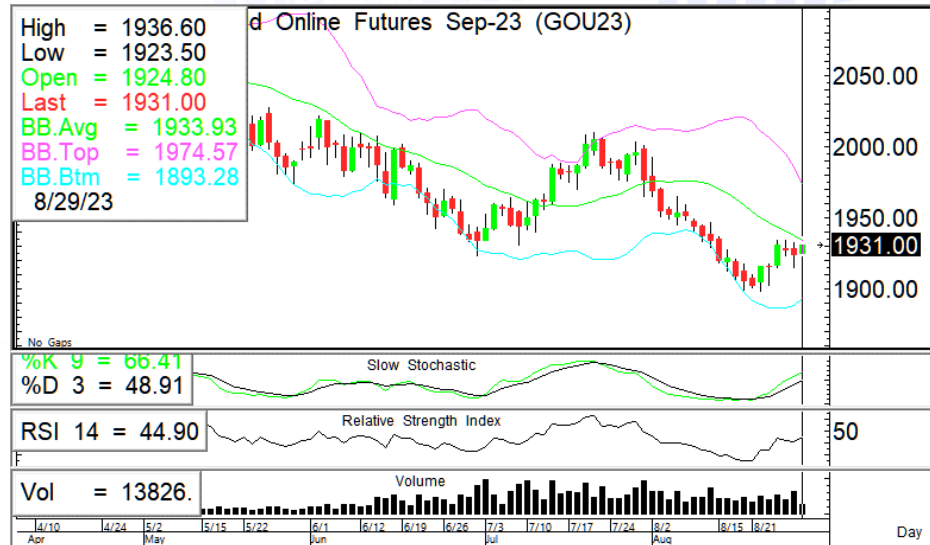 d Online Futures Sep-23 (GOU23)
High = 1936.60
Low = 1923.50
Open = 1924.80
Last = 1931.00
BB.Avg = 1933.93
BB.Top = 1974.57
BB.Btm = 1893.28
8/29/23
2050.00
2000.00
1950.00
1931.00
1900.00
No Gaps
%K 9 = 66.41
%D 3 = 48.91
Slow Stochastic
RSI 14 = 44.90
Relative Strength Index
50
Vol = 13826.
Volume
4/10 4/24 5/2 5/15 5/22 6/1 6/12 6/19 6/26 7/3 7/10 7/17 7/24 8/2 8/15 8/21
Apr May Jun Jul Aug
Day